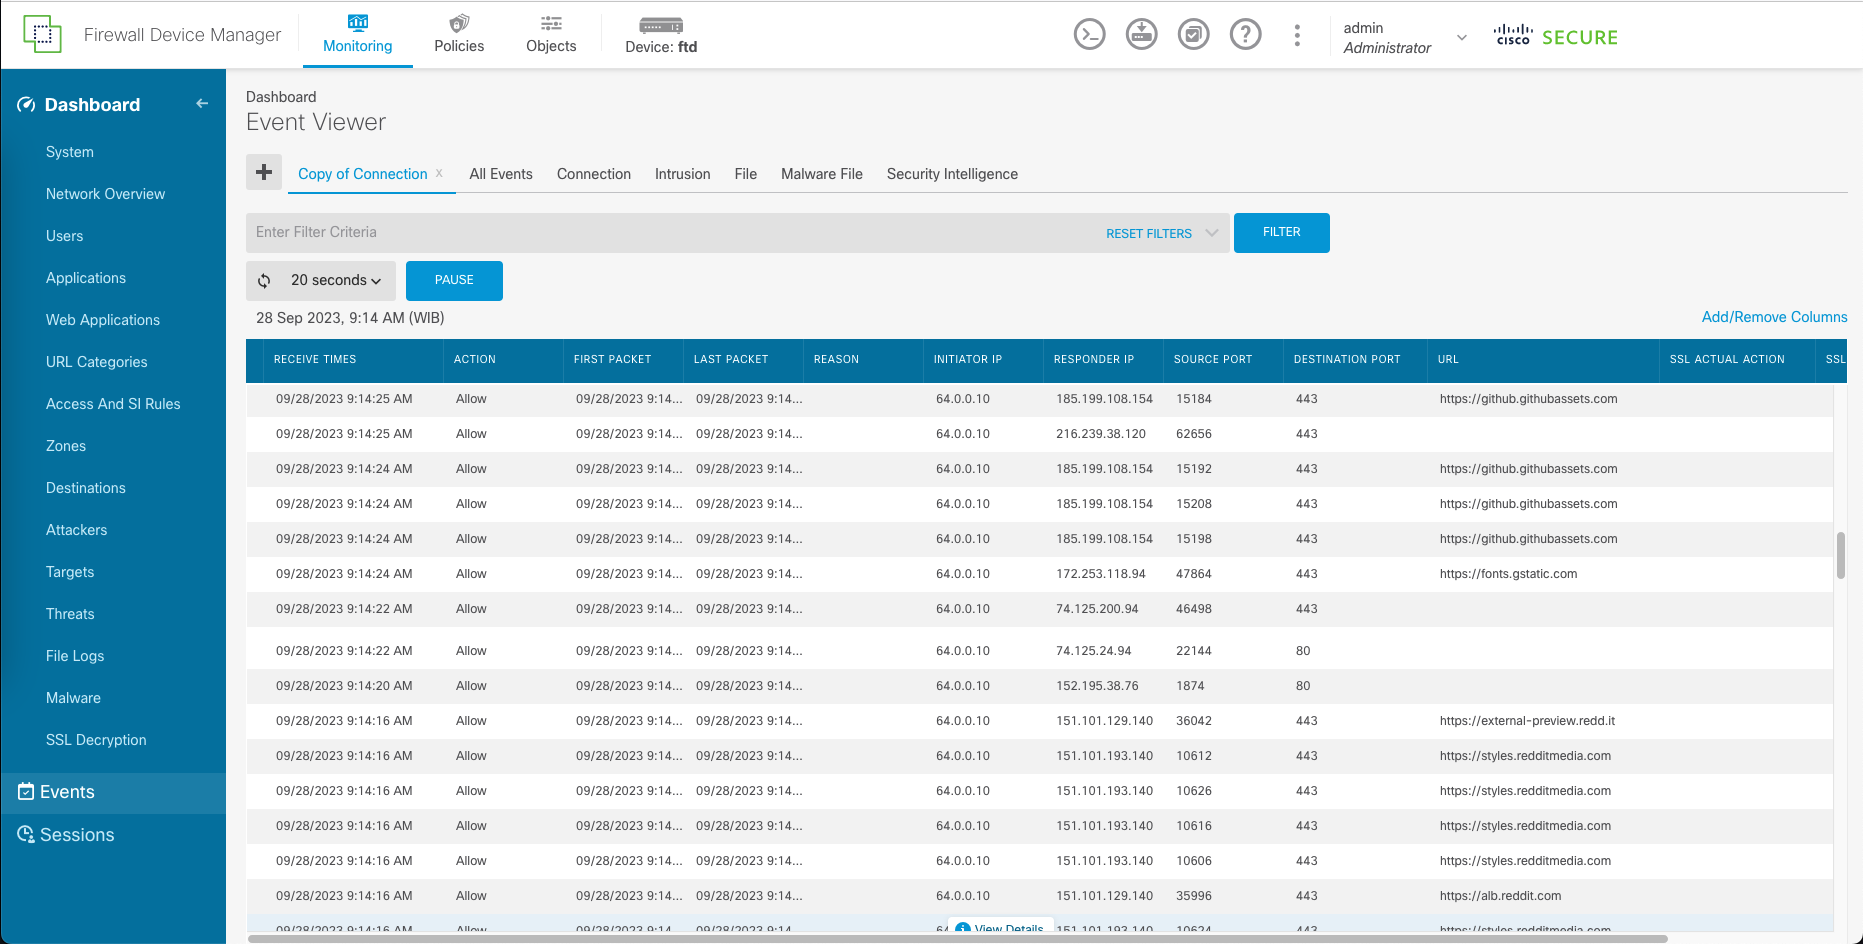 Firewall Device Manager
Monitoring
Policies
Objects
Device: ftd
admin
Administrator
CISCO SECURE
Dashboard
System
Network Overview
Users
Applications
Web Applications
URL Categories
Access And SI Rules
Zones
Destinations
Attackers
Targets
Threats
File Logs
Malware
SSL Decryption
Events
Sessions
Dashboard
Event Viewer
Copy of Connection x All Events Connection Intrusion File Malware File Security Intelligence
Enter Filter Criteria RESET FILTERS FILTER
20 seconds PAUSE
28 Sep 2023, 9:14 AM (WIB) Add/Remove Columns
RECEIVE TIMES ACTION FIRST PACKET LAST PACKET REASON INITIATOR IP RESPONDER IP SOURCE PORT DESTINATION PORT URL SSL ACTUAL ACTION SSL
09/28/2023 9:14:25 AM Allow 09/28/2023 9:14... 09/28/2023 9:14... 64.0.0.10 185.199.108.154 15184 443 https://github.githubassets.com
09/28/2023 9:14:25 AM Allow 09/28/2023 9:14... 09/28/2023 9:14... 64.0.0.10 216.239.38.120 62656 443
09/28/2023 9:14:24 AM Allow 09/28/2023 9:14... 09/28/2023 9:14... 64.0.0.10 185.199.108.154 15192 443 https://github.githubassets.com
09/28/2023 9:14:24 AM Allow 09/28/2023 9:14... 09/28/2023 9:14... 64.0.0.10 185.199.108.154 15208 443 https://github.githubassets.com
09/28/2023 9:14:24 AM Allow 09/28/2023 9:14... 09/28/2023 9:14... 64.0.0.10 185.199.108.154 15198 443 https://github.githubassets.com
09/28/2023 9:14:24 AM Allow 09/28/2023 9:14... 09/28/2023 9:14... 64.0.0.10 172.253.118.94 47864 443 https://fonts.gstatic.com
09/28/2023 9:14:22 AM Allow 09/28/2023 9:14... 09/28/2023 9:14... 64.0.0.10 74.125.200.94 46498 443
09/28/2023 9:14:22 AM Allow 09/28/2023 9:14... 09/28/2023 9:14... 64.0.0.10 74.125.24.94 22144 80
09/28/2023 9:14:20 AM Allow 09/28/2023 9:14... 09/28/2023 9:14... 64.0.0.10 152.195.38.76 1874 80
09/28/2023 9:14:16 AM Allow 09/28/2023 9:14... 09/28/2023 9:14... 64.0.0.10 151.101.129.140 36042 443 https://external-preview.redd.it
09/28/2023 9:14:16 AM Allow 09/28/2023 9:14... 09/28/2023 9:14... 64.0.0.10 151.101.193.140 10612 443 https://styles.redditmedia.com
09/28/2023 9:14:16 AM Allow 09/28/2023 9:14... 09/28/2023 9:14... 64.0.0.10 151.101.193.140 10626 443 https://styles.redditmedia.com
09/28/2023 9:14:16 AM Allow 09/28/2023 9:14... 09/28/2023 9:14... 64.0.0.10 151.101.193.140 10616 443 https://styles.redditmedia.com
09/28/2023 9:14:16 AM Allow 09/28/2023 9:14... 09/28/2023 9:14... 64.0.0.10 151.101.193.140 10606 443 https://styles.redditmedia.com
09/28/2023 9:14:16 AM Allow 09/28/2023 9:14... 09/28/2023 9:14... 64.0.0.10 151.101.129.140 35996 443 https://alb.reddit.com
09/28/2023 9:14:16 AM Allow 09/28/2023 9:14... 09/28/2023 9:14... 64 View Details 151.101.193.140 10624 443 https://styles.redditmedia.com